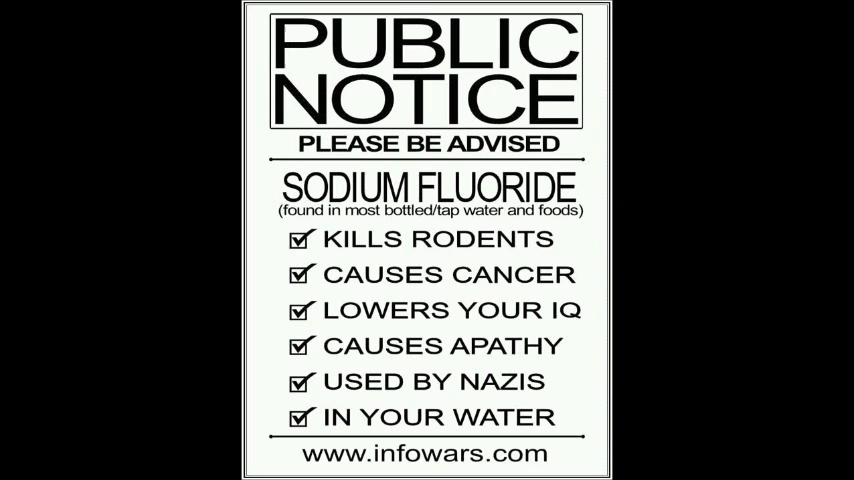 PUBLIC
NOTICE
PLEASE BE ADVISED
SODIUM FLUORIDE
(found in most bottled/tap water and foods)
KILLS RODENTS
CAUSES CANCER
LOWERS YOUR IQ
CAUSES APATHY
USED BY NAZIS
IN YOUR WATER
www.infowars.com